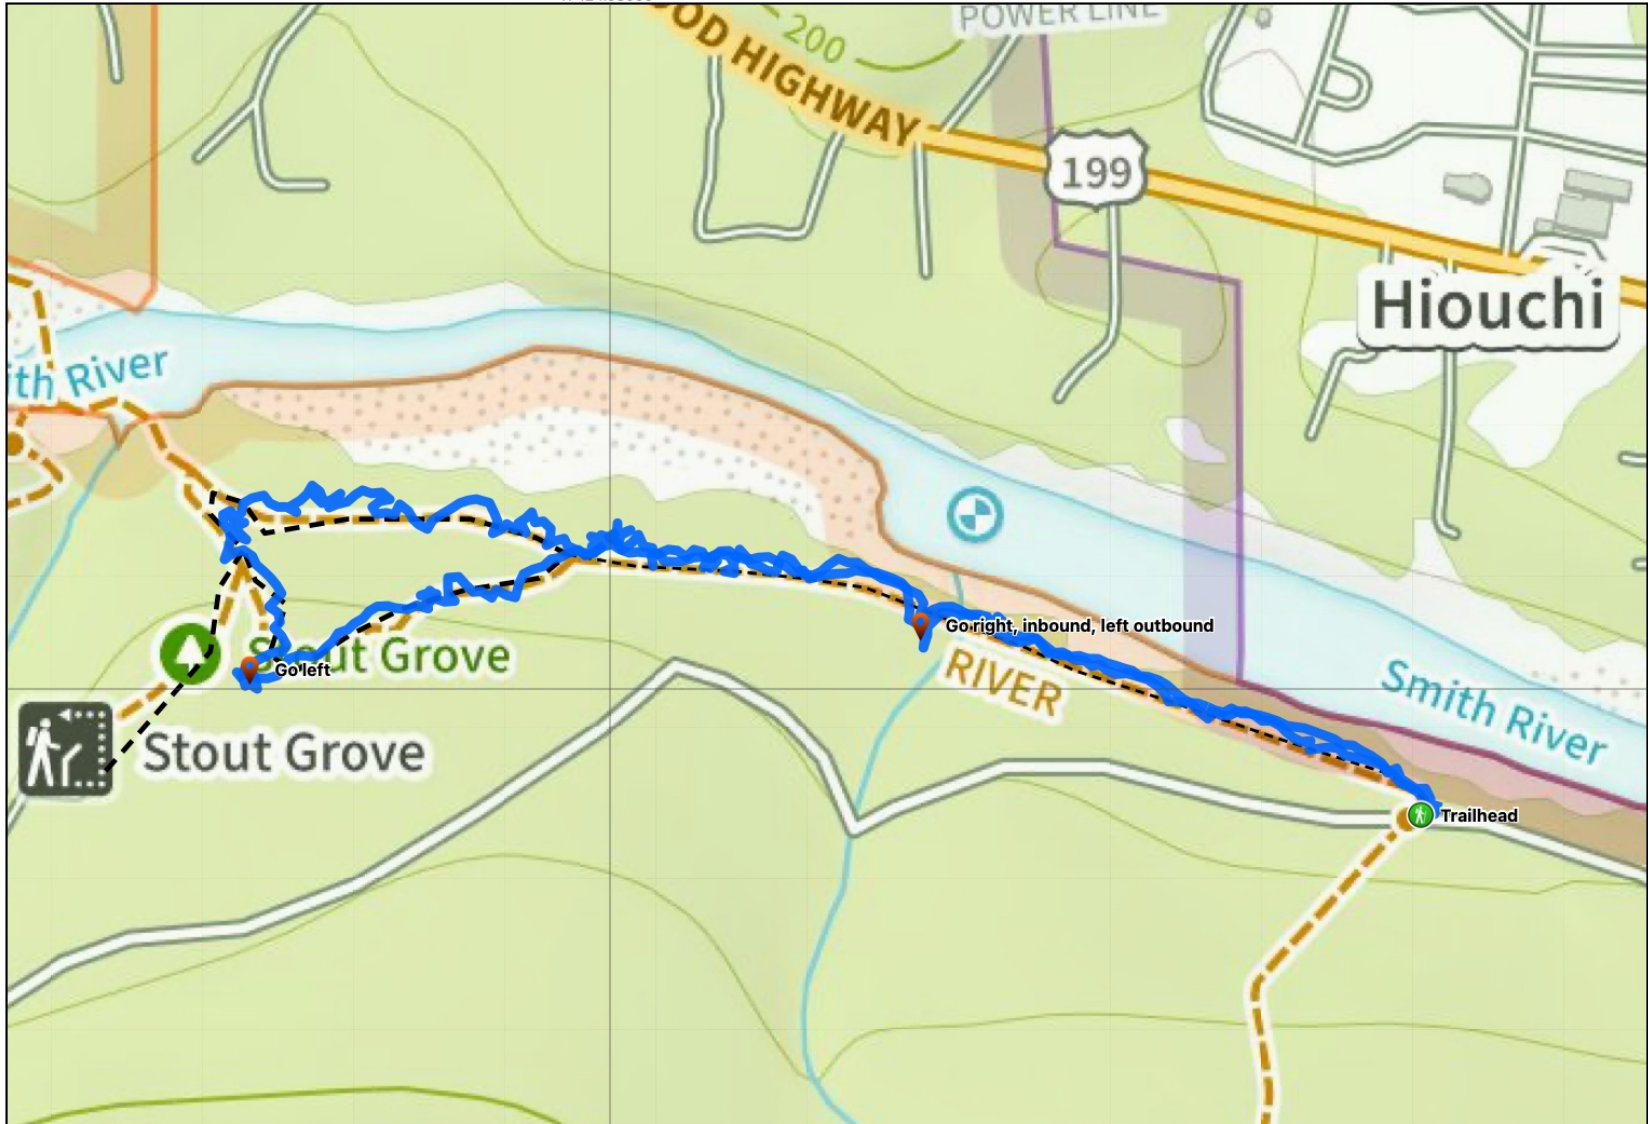 POWER LINE
OD HIGHWAY
200
199
Hiouchi
ith River
Go right, inbound, left outbound
Stout Grove
Go left
RIVER
Smith River
Stout Grove
Trailhead